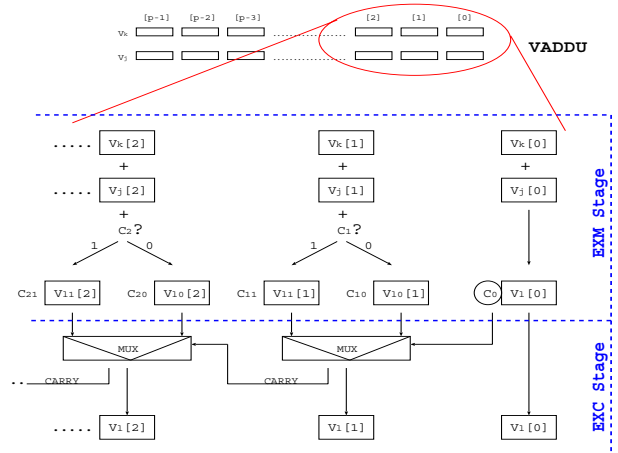 [p-1] [p-2] [p-3] [2] [1] [0]
Vk
Vj
VADDU
..... Vk[2] Vk[1] Vk[0]
+ + +
..... Vj[2] Vj[1] Vj[0]
+ +
C2? C1?
1 0 1 0
C21 V11[2] C20 V10[2] C11 V11[1] C10 V10[1] C0 V1[0]
EXM Stage
MUX MUX
.. CARRY CARRY
..... V1[2] V1[1] V1[0]
EXC Stage